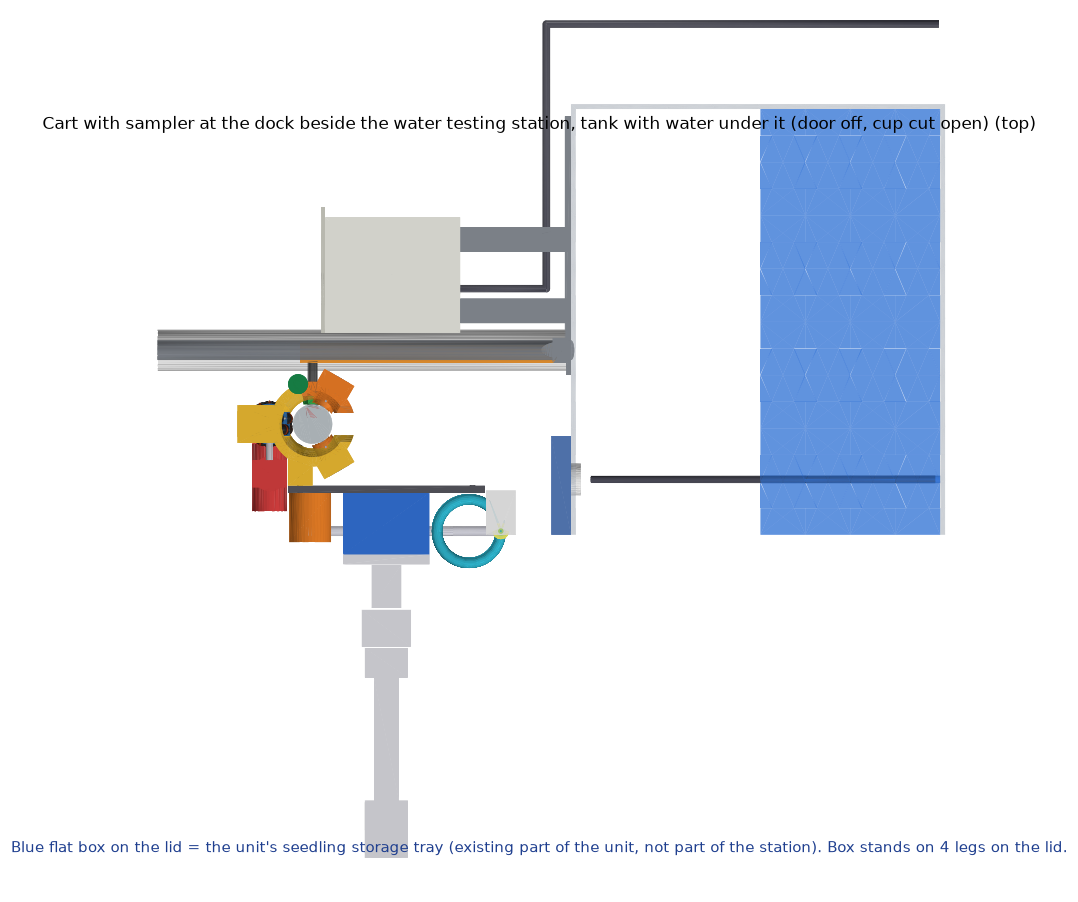 Cart with sampler at the dock beside the water testing station, tank with water under it (door off, cup cut open) (top)
Blue flat box on the lid = the unit's seedling storage tray (existing part of the unit, not part of the station). Box stands on 4 legs on the lid.